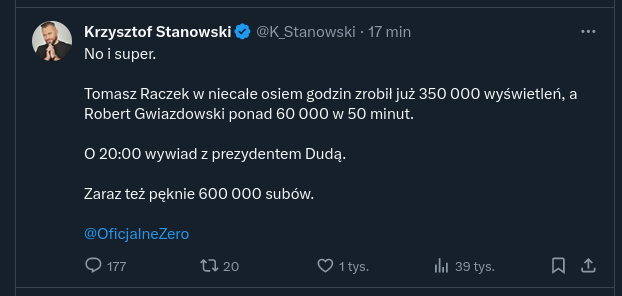 Krzysztof Stanowski @K_Stanowski · 17 min
No i super.
Tomasz Raczek w niecałe osiem godzin zrobił już 350 000 wyświetleń, a
Robert Gwiazdowski ponad 60 000 w 50 minut.
O 20:00 wywiad z prezydentem Dudą.
Zaraz też pęknie 600 000 subów.
@OficjalneZero
177 20 1 tys. 39 tys.